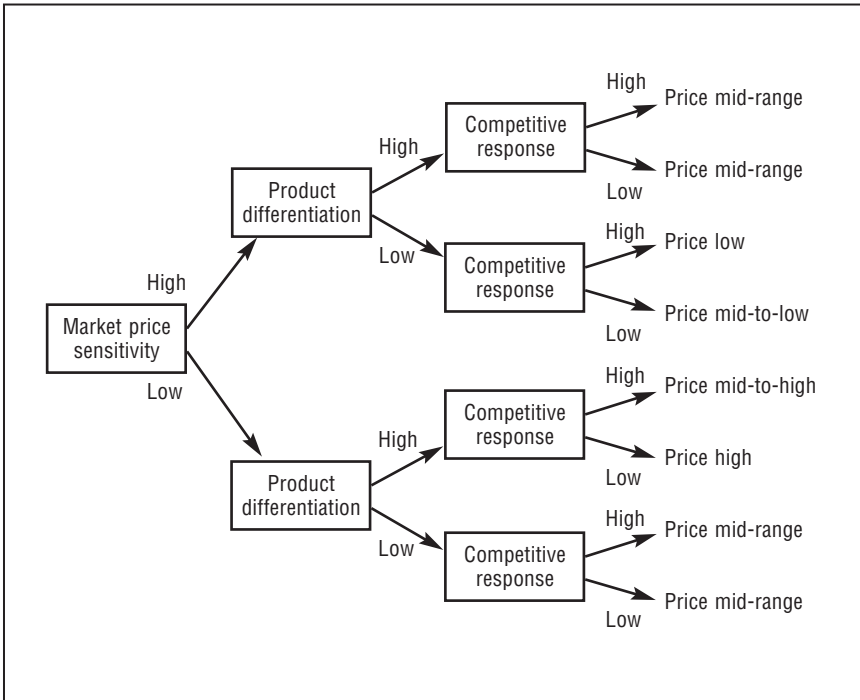 High
Price mid-range
Competitive
response
High
Price mid-range
Low
Product
differentiation
High
Price low
Low
Competitive
response
High
Price mid-to-low
Low
Market price
sensitivity
High
Price mid-to-high
Low
Competitive
response
High
Price high
Low
Product
differentiation
High
Price mid-range
Low
Competitive
response
Price mid-range
Low